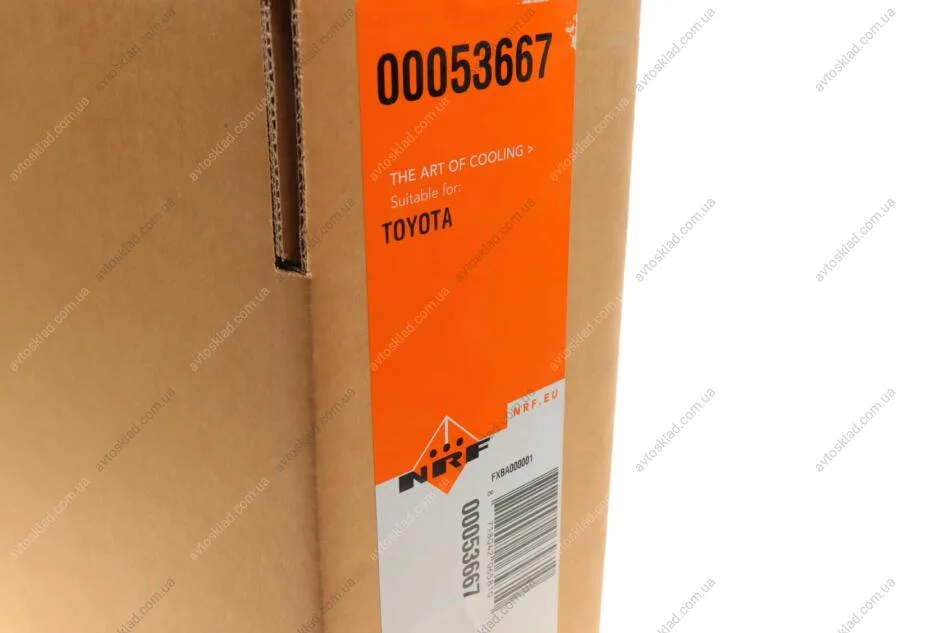 00053667
THE ART OF COOLING >
Suitable for:
TOYOTA
NRF.EU
NRF
FXBA000001
00053667
avtosklad.com.ua